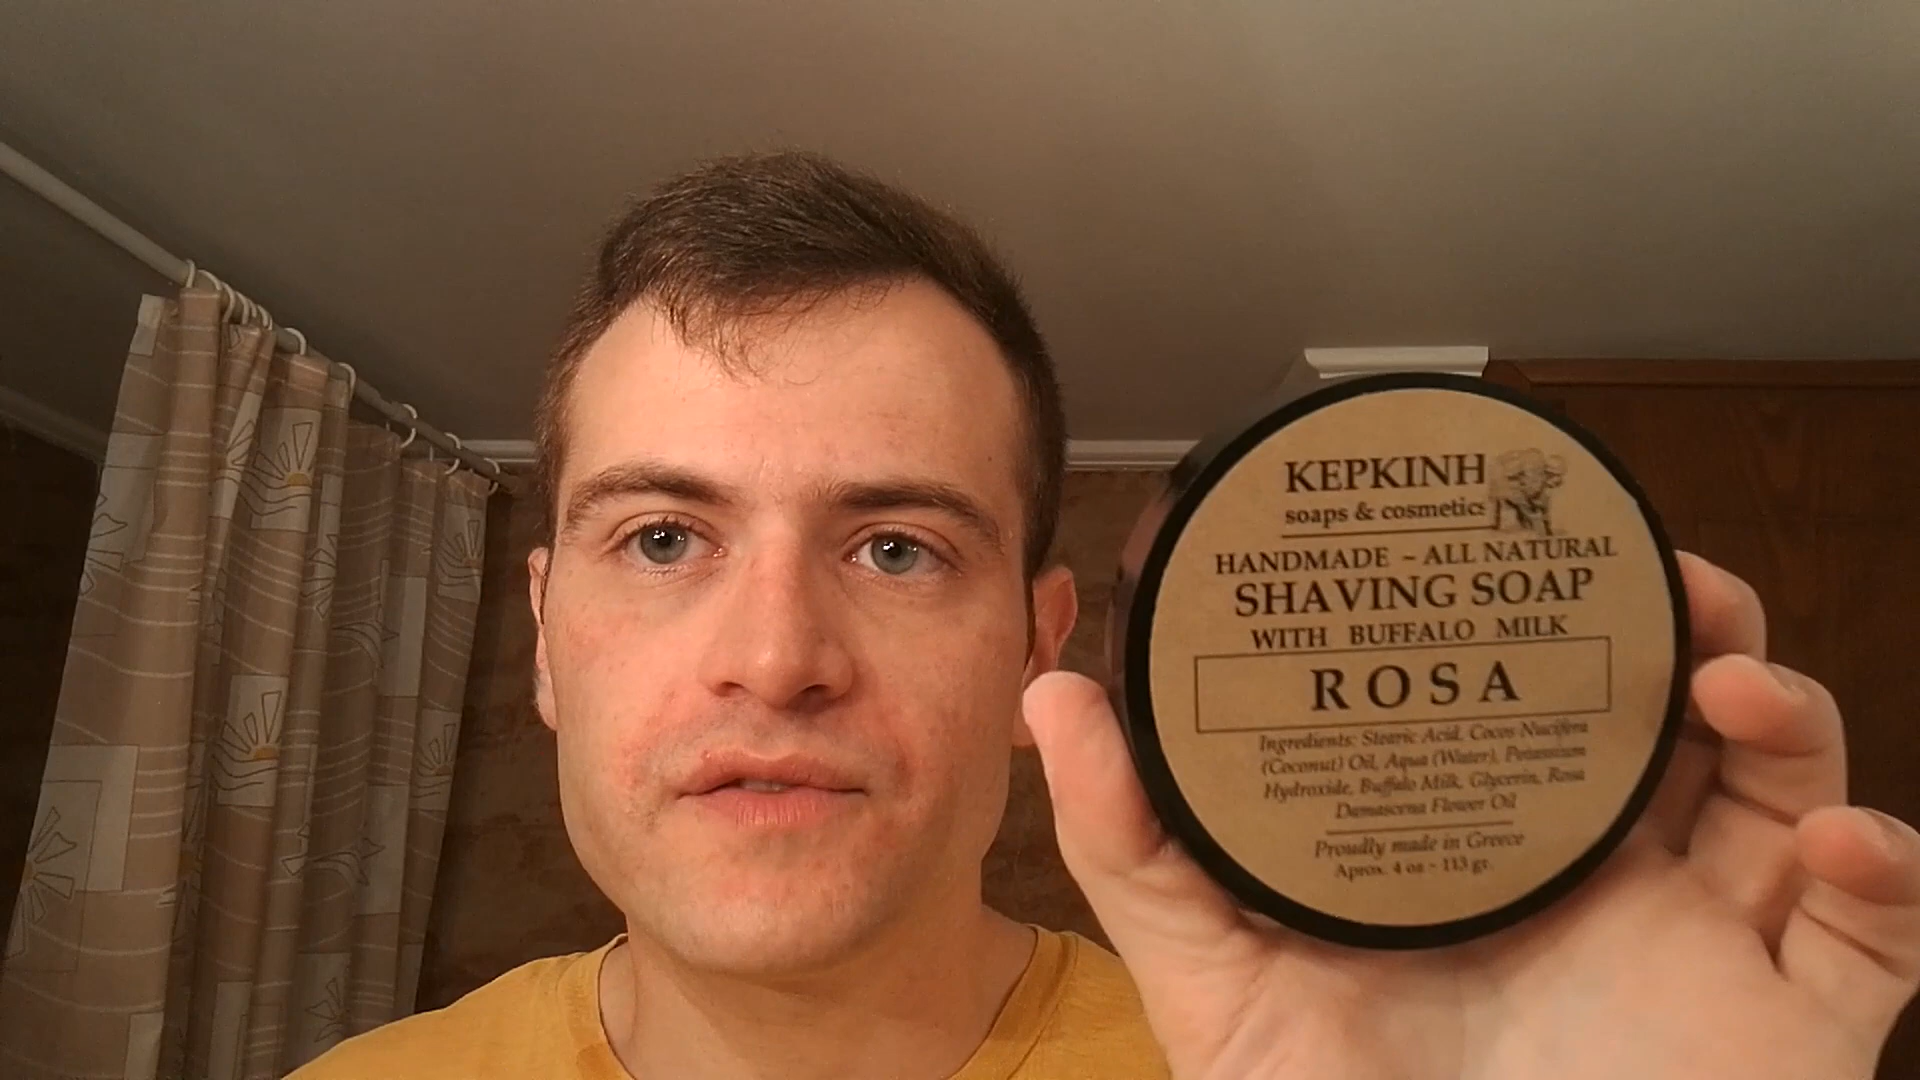 ΚΕΡΚΙΝΗ
soaps & cosmetics
HANDMADE ~ ALL NATURAL
SHAVING SOAP
WITH BUFFALO MILK
ROSA
Ingredients: Stearic Acid, Cocos Nucifera
(Coconut) Oil, Aqua (Water), Potassium
Hydroxide, Buffalo Milk, Glycerin, Rosa
Damascena Flower Oil
Proudly made in Greece
Aprox. 4 oz ~ 113 gr.